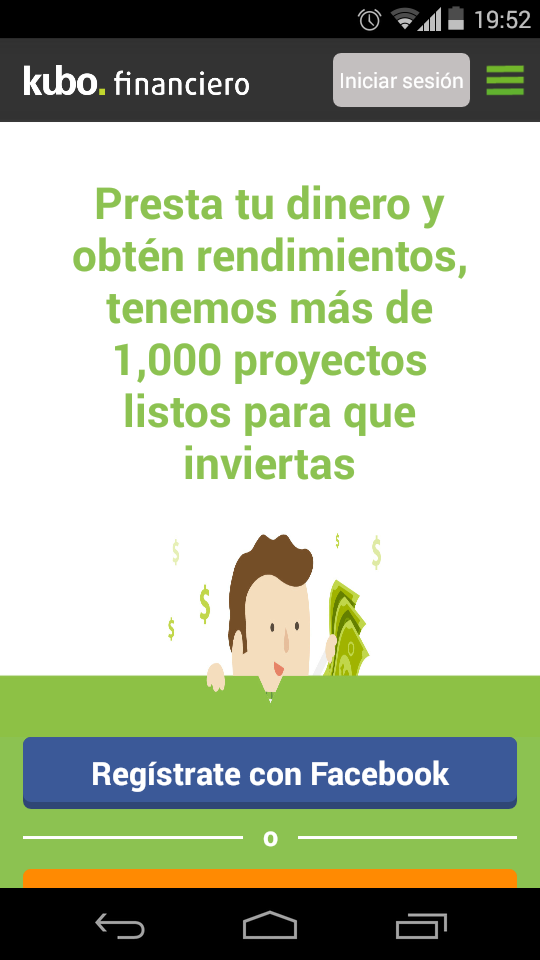 19:52
kubo. financiero
Iniciar sesión
Presta tu dinero y
obtén rendimientos,
tenemos más de
1,000 proyectos
listos para que
inviertas
$ $ $ $ $
Regístrate con Facebook
o